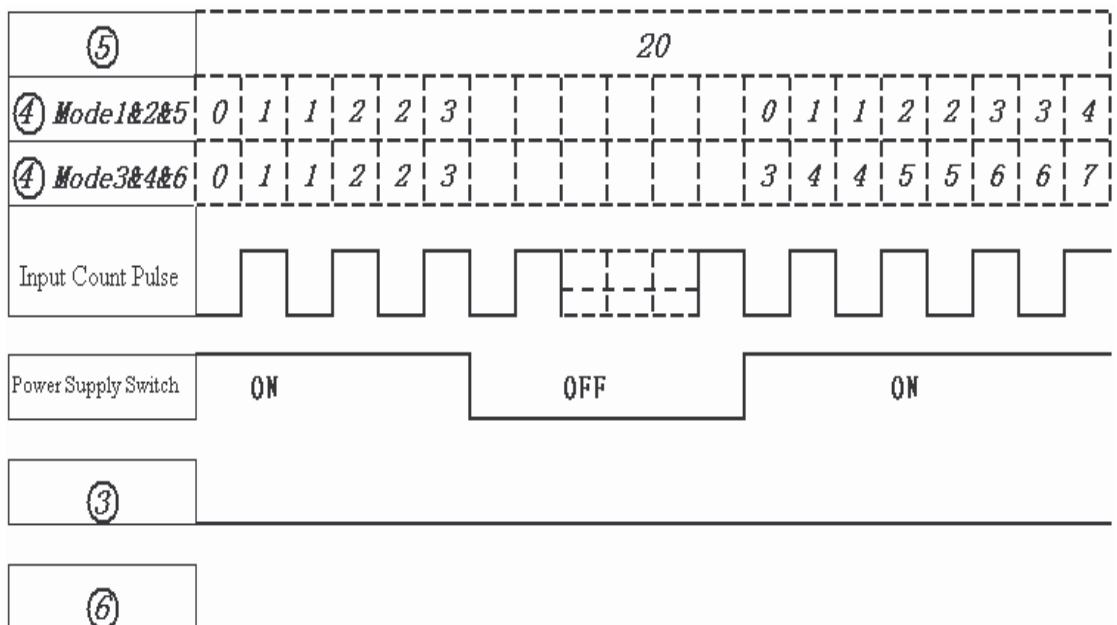 ⑤ 20
④ Mode1&2&5 0 1 1 2 2 3 0 1 1 2 2 3 3 4
④ Mode3&4&6 0 1 1 2 2 3 3 4 4 5 5 6 6 7
Input Count Pulse
Power Supply Switch ON OFF ON
③
⑥